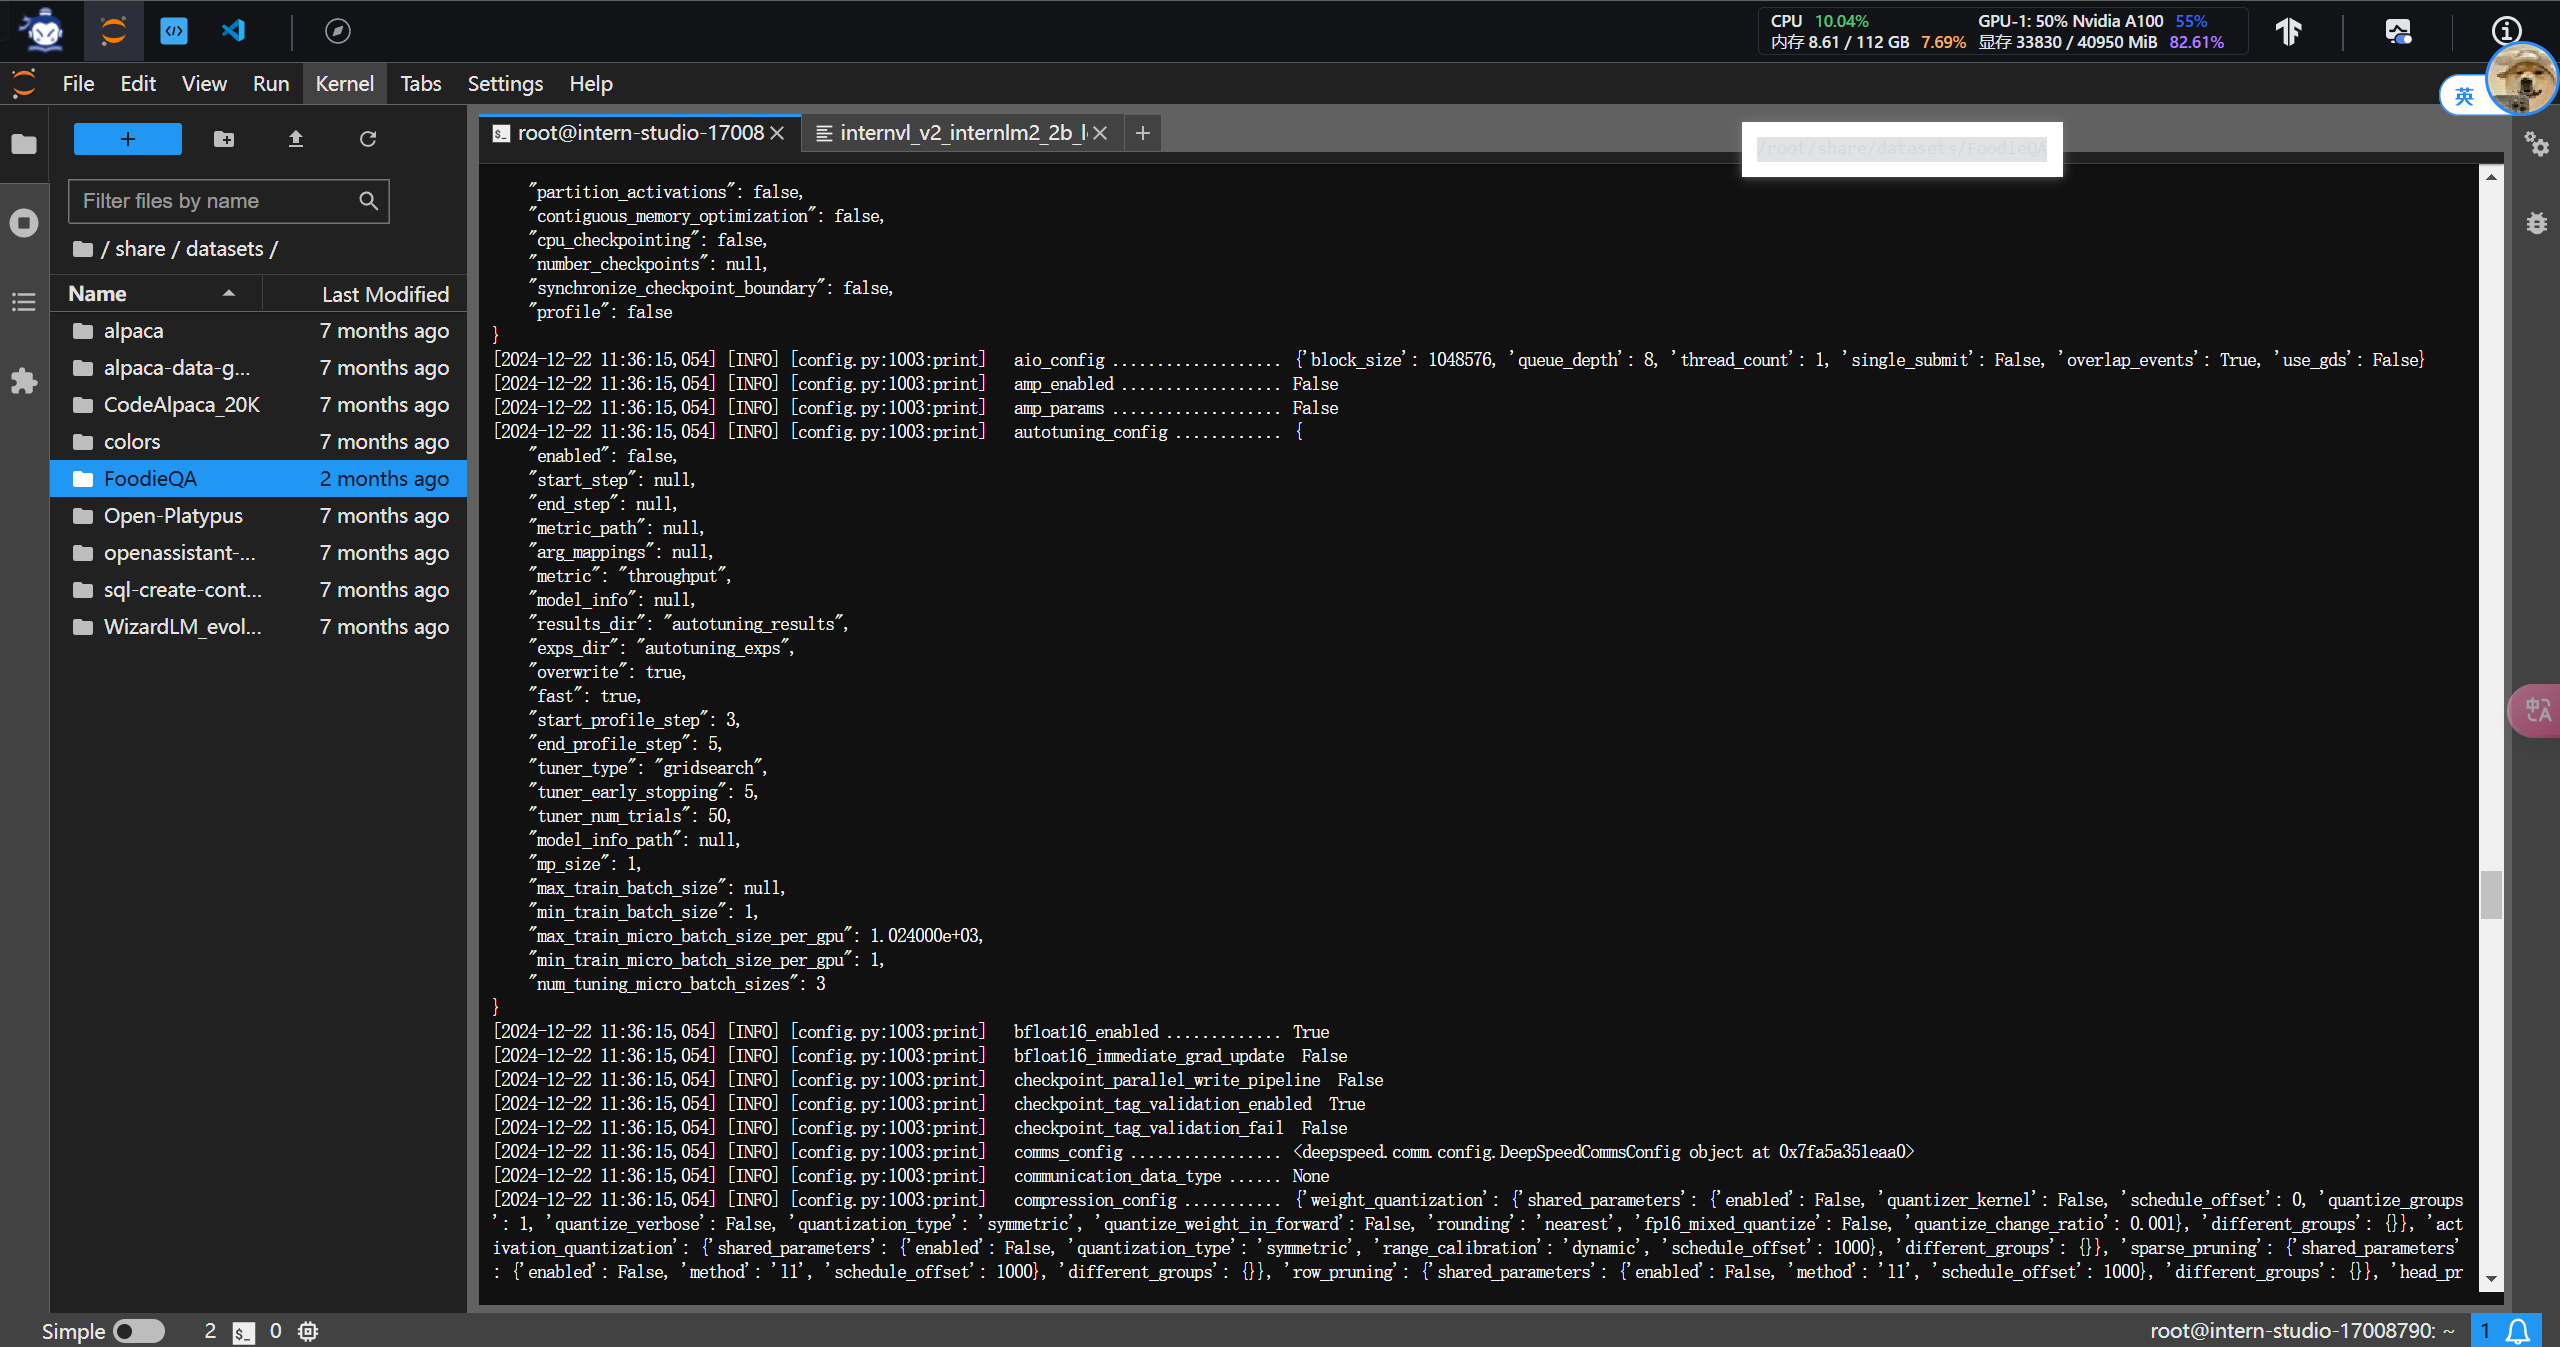 CPU 10.04% GPU-1: 50% Nvidia A100 55%
内存 8.61 / 112 GB 7.69% 显存 33830 / 40950 MiB 82.61%
File Edit View Run Kernel Tabs Settings Help
英
root@intern-studio-17008
internvl_v2_internlm2_2b_l
/root/share/datasets/FoodieQA
Filter files by name
/ share / datasets /
Name Last Modified
alpaca 7 months ago
alpaca-data-g... 7 months ago
CodeAlpaca_20K 7 months ago
colors 7 months ago
FoodieQA 2 months ago
Open-Platypus 7 months ago
openassistant-... 7 months ago
sql-create-cont... 7 months ago
WizardLM_evol... 7 months ago
"partition_activations": false,
"contiguous_memory_optimization": false,
"cpu_checkpointing": false,
"number_checkpoints": null,
"synchronize_checkpoint_boundary": false,
"profile": false
}
[2024-12-22 11:36:15,054] [INFO] [config.py:1003:print] aio_config ................... {'block_size': 1048576, 'queue_depth': 8, 'thread_count': 1, 'single_submit': False, 'overlap_events': True, 'use_gds': False}
[2024-12-22 11:36:15,054] [INFO] [config.py:1003:print] amp_enabled .................. False
[2024-12-22 11:36:15,054] [INFO] [config.py:1003:print] amp_params ................... False
[2024-12-22 11:36:15,054] [INFO] [config.py:1003:print] autotuning_config ............ {
"enabled": false,
"start_step": null,
"end_step": null,
"metric_path": null,
"arg_mappings": null,
"metric": "throughput",
"model_info": null,
"results_dir": "autotuning_results",
"exps_dir": "autotuning_exps",
"overwrite": true,
"fast": true,
"start_profile_step": 3,
"end_profile_step": 5,
"tuner_type": "gridsearch",
"tuner_early_stopping": 5,
"tuner_num_trials": 50,
"model_info_path": null,
"mp_size": 1,
"max_train_batch_size": null,
"min_train_batch_size": 1,
"max_train_micro_batch_size_per_gpu": 1.024000e+03,
"min_train_micro_batch_size_per_gpu": 1,
"num_tuning_micro_batch_sizes": 3
}
[2024-12-22 11:36:15,054] [INFO] [config.py:1003:print] bfloat16_enabled ............. True
[2024-12-22 11:36:15,054] [INFO] [config.py:1003:print] bfloat16_immediate_grad_update False
[2024-12-22 11:36:15,054] [INFO] [config.py:1003:print] checkpoint_parallel_write_pipeline False
[2024-12-22 11:36:15,054] [INFO] [config.py:1003:print] checkpoint_tag_validation_enabled True
[2024-12-22 11:36:15,054] [INFO] [config.py:1003:print] checkpoint_tag_validation_fail False
[2024-12-22 11:36:15,054] [INFO] [config.py:1003:print] comms_config ................. <deepspeed.comm.config.DeepSpeedCommsConfig object at 0x7fa5a351eaa0>
[2024-12-22 11:36:15,054] [INFO] [config.py:1003:print] communication_data_type ...... None
[2024-12-22 11:36:15,054] [INFO] [config.py:1003:print] compression_config ........... {'weight_quantization': {'shared_parameters': {'enabled': False, 'quantizer_kernel': False, 'schedule_offset': 0, 'quantize_groups
': 1, 'quantize_verbose': False, 'quantization_type': 'symmetric', 'quantize_weight_in_forward': False, 'rounding': 'nearest', 'fp16_mixed_quantize': False, 'quantize_change_ratio': 0.001}, 'different_groups': {}}, 'act
ivation_quantization': {'shared_parameters': {'enabled': False, 'quantization_type': 'symmetric', 'range_calibration': 'dynamic', 'schedule_offset': 1000}, 'different_groups': {}}, 'sparse_pruning': {'shared_parameters'
: {'enabled': False, 'method': 'l1', 'schedule_offset': 1000}, 'different_groups': {}}, 'row_pruning': {'shared_parameters': {'enabled': False, 'method': 'l1', 'schedule_offset': 1000}, 'different_groups': {}}, 'head_pr
Simple 2 0 root@intern-studio-17008790: ~ 1